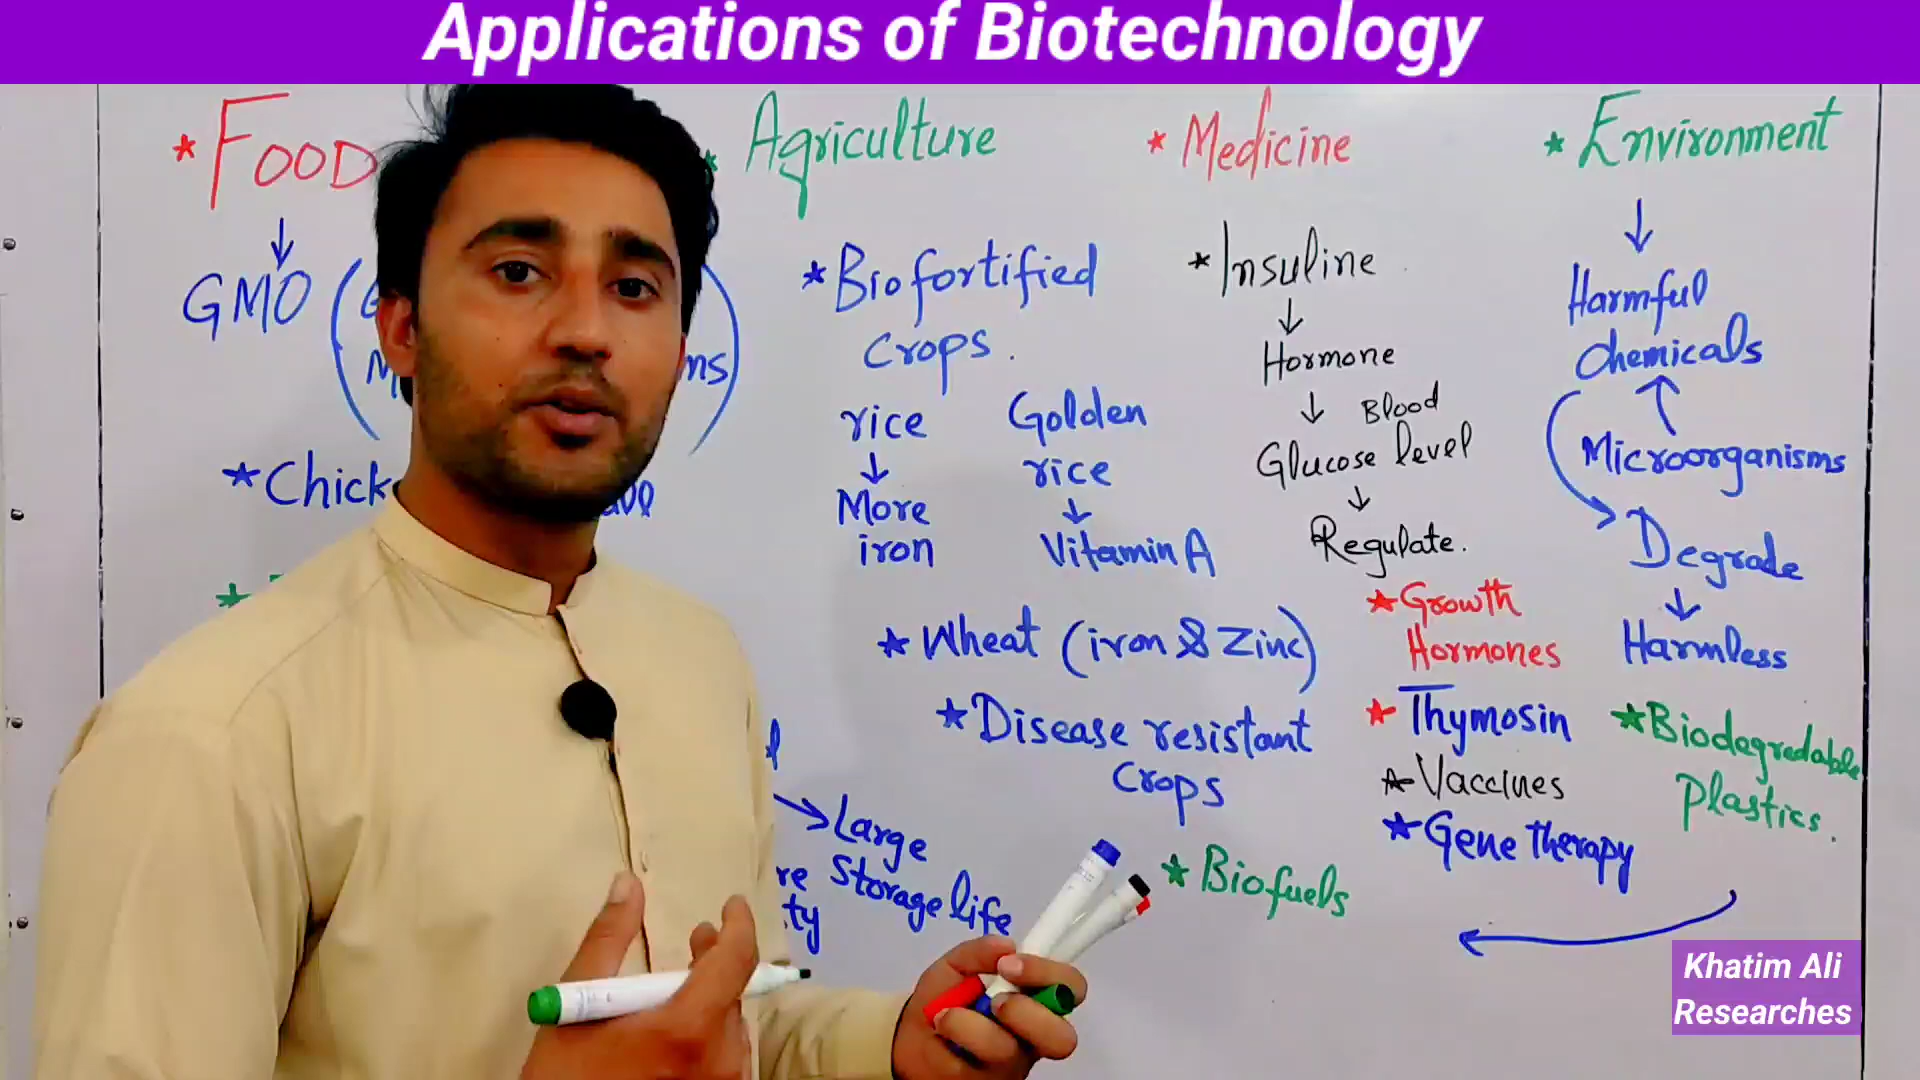 Applications of Biotechnology
* FOOD
GMO (
ms)
* Chick
*
Large
Storage life
* Agriculture
* Biofortified
Crops.
rice
More
iron
Golden
rice
Vitamin A
* Wheat (iron & Zinc)
* Disease resistant
Crops
* Biofuels
* Medicine
* Insuline
Hormone
Blood
Glucose level
Regulate.
* Growth
Hormones
* Thymosin
* Vaccines
* Gene therapy
* Environment
Harmful
chemicals
Microorganisms
Degrade
Harmless
* Biodegradable
Plastics.
Khatim Ali
Researches